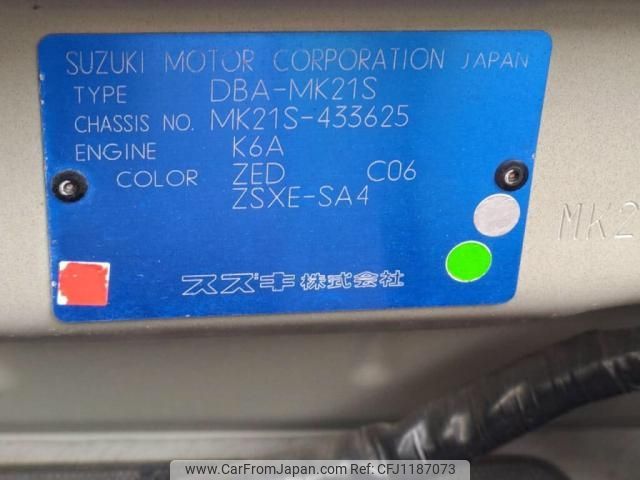 SUZUKI MOTOR CORPORATION JAPAN
TYPE DBA-MK21S
CHASSIS NO. MK21S-433625
ENGINE K6A
COLOR ZED C06
ZSXE-SA4
スズキ株式会社
MK2
www.CarFromJapan.com | REF:CFJ1187073